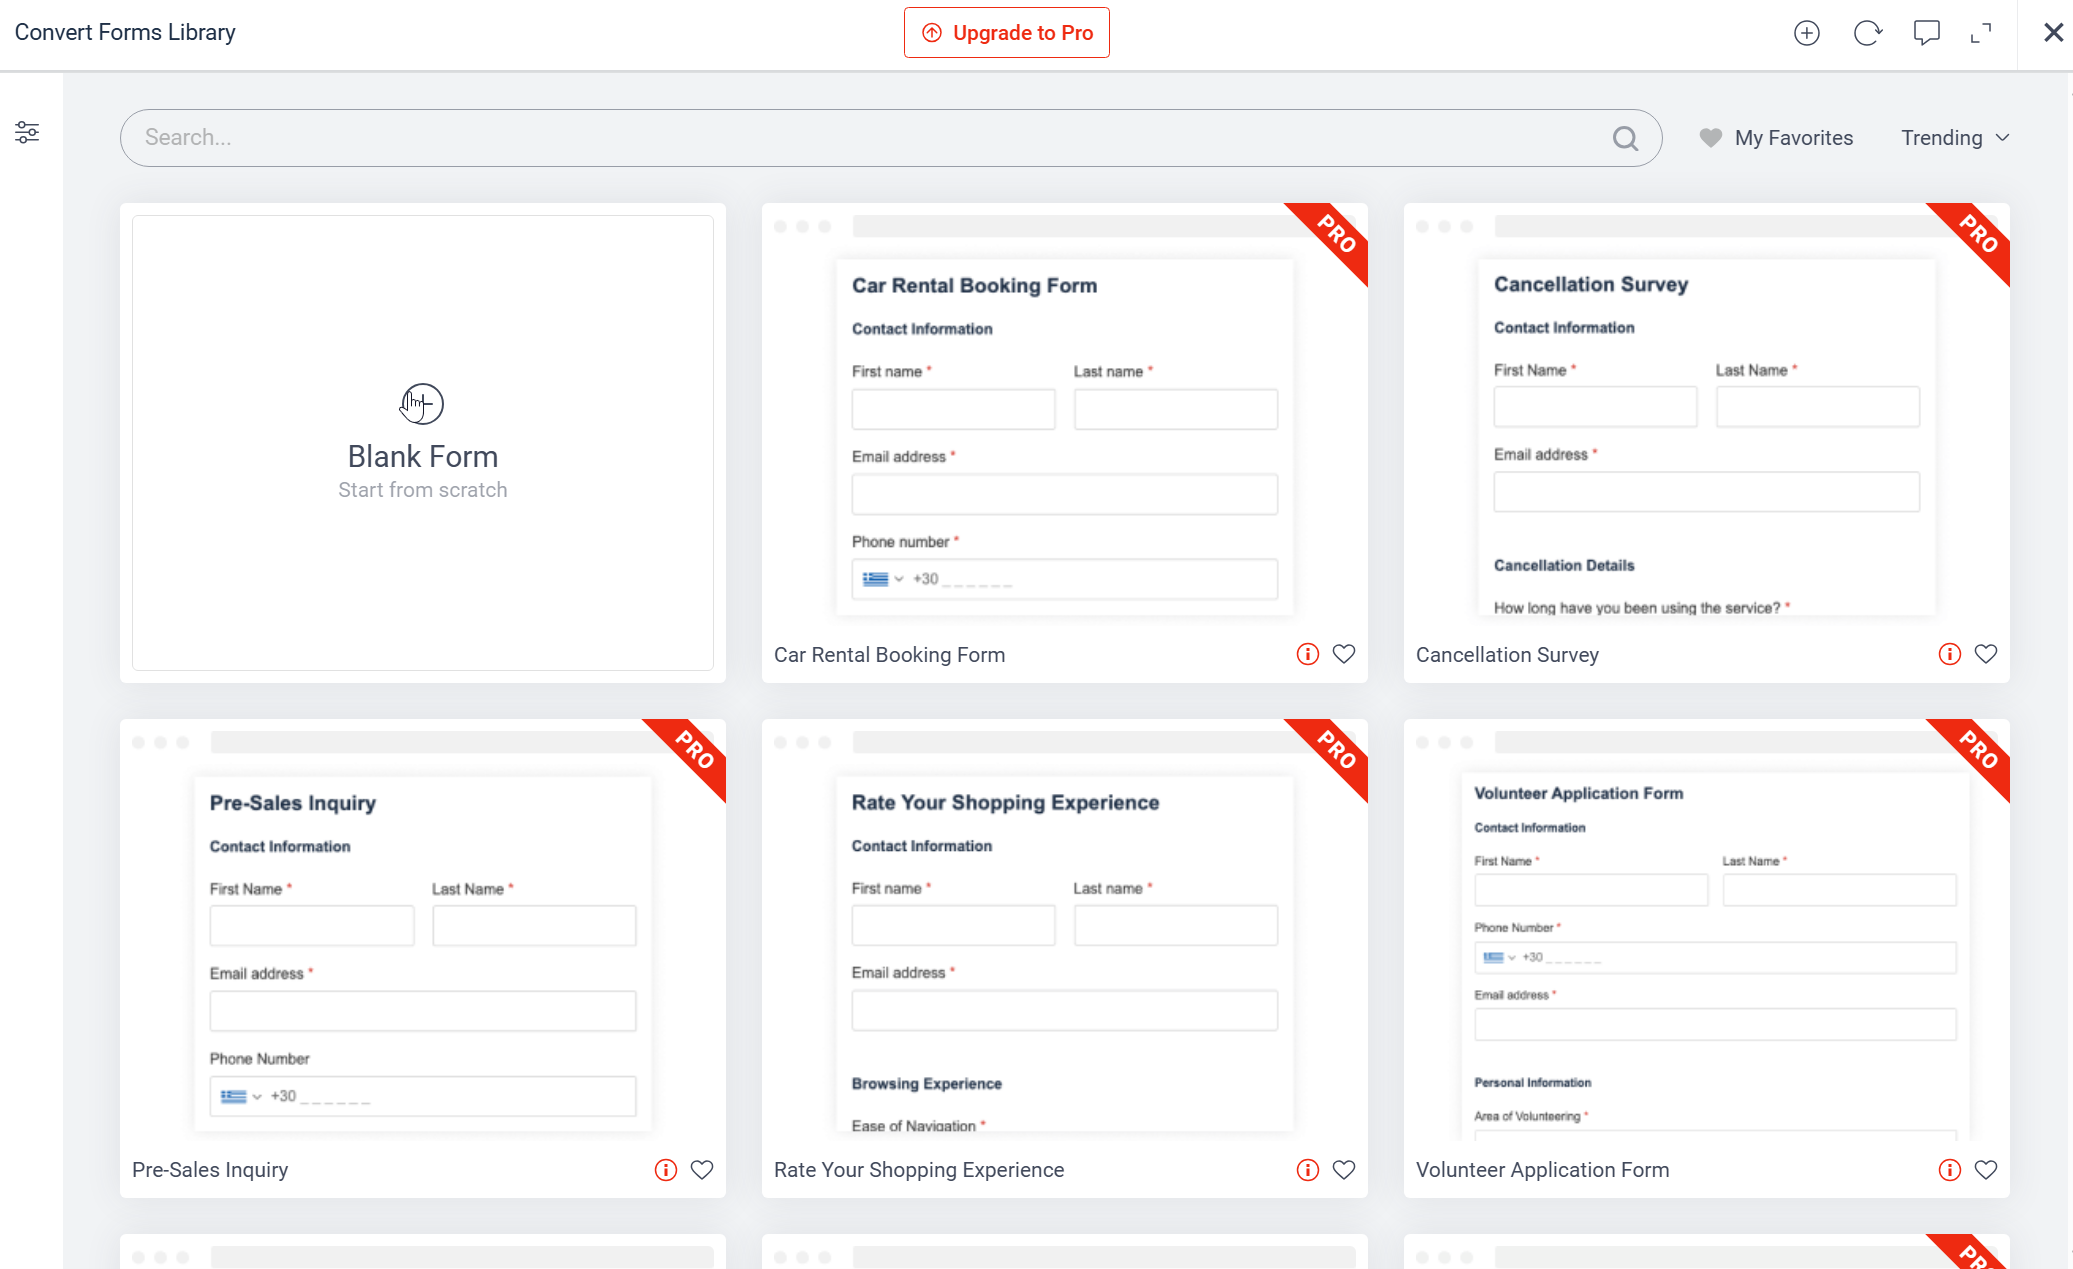 Convert Forms Library
Upgrade to Pro
Search...
My Favorites
Trending
Blank Form
Start from scratch
PRO
Car Rental Booking Form
Contact Information
First name *
Last name *
Email address *
Phone number *
+30 _ _ _ _ _ _
Car Rental Booking Form
PRO
Cancellation Survey
Contact Information
First Name *
Last Name *
Email address *
Cancellation Details
How long have you been using the service? *
Cancellation Survey
PRO
Pre-Sales Inquiry
Contact Information
First Name *
Last Name *
Email address *
Phone Number
+30 _ _ _ _ _ _
Pre-Sales Inquiry
PRO
Rate Your Shopping Experience
Contact Information
First name *
Last name *
Email address *
Browsing Experience
Ease of Navigation *
Rate Your Shopping Experience
PRO
Volunteer Application Form
Contact Information
First Name *
Last Name *
Phone Number *
+30 _ _ _ _ _ _
Email address *
Personal Information
Area of Volunteering *
Volunteer Application Form
PRO